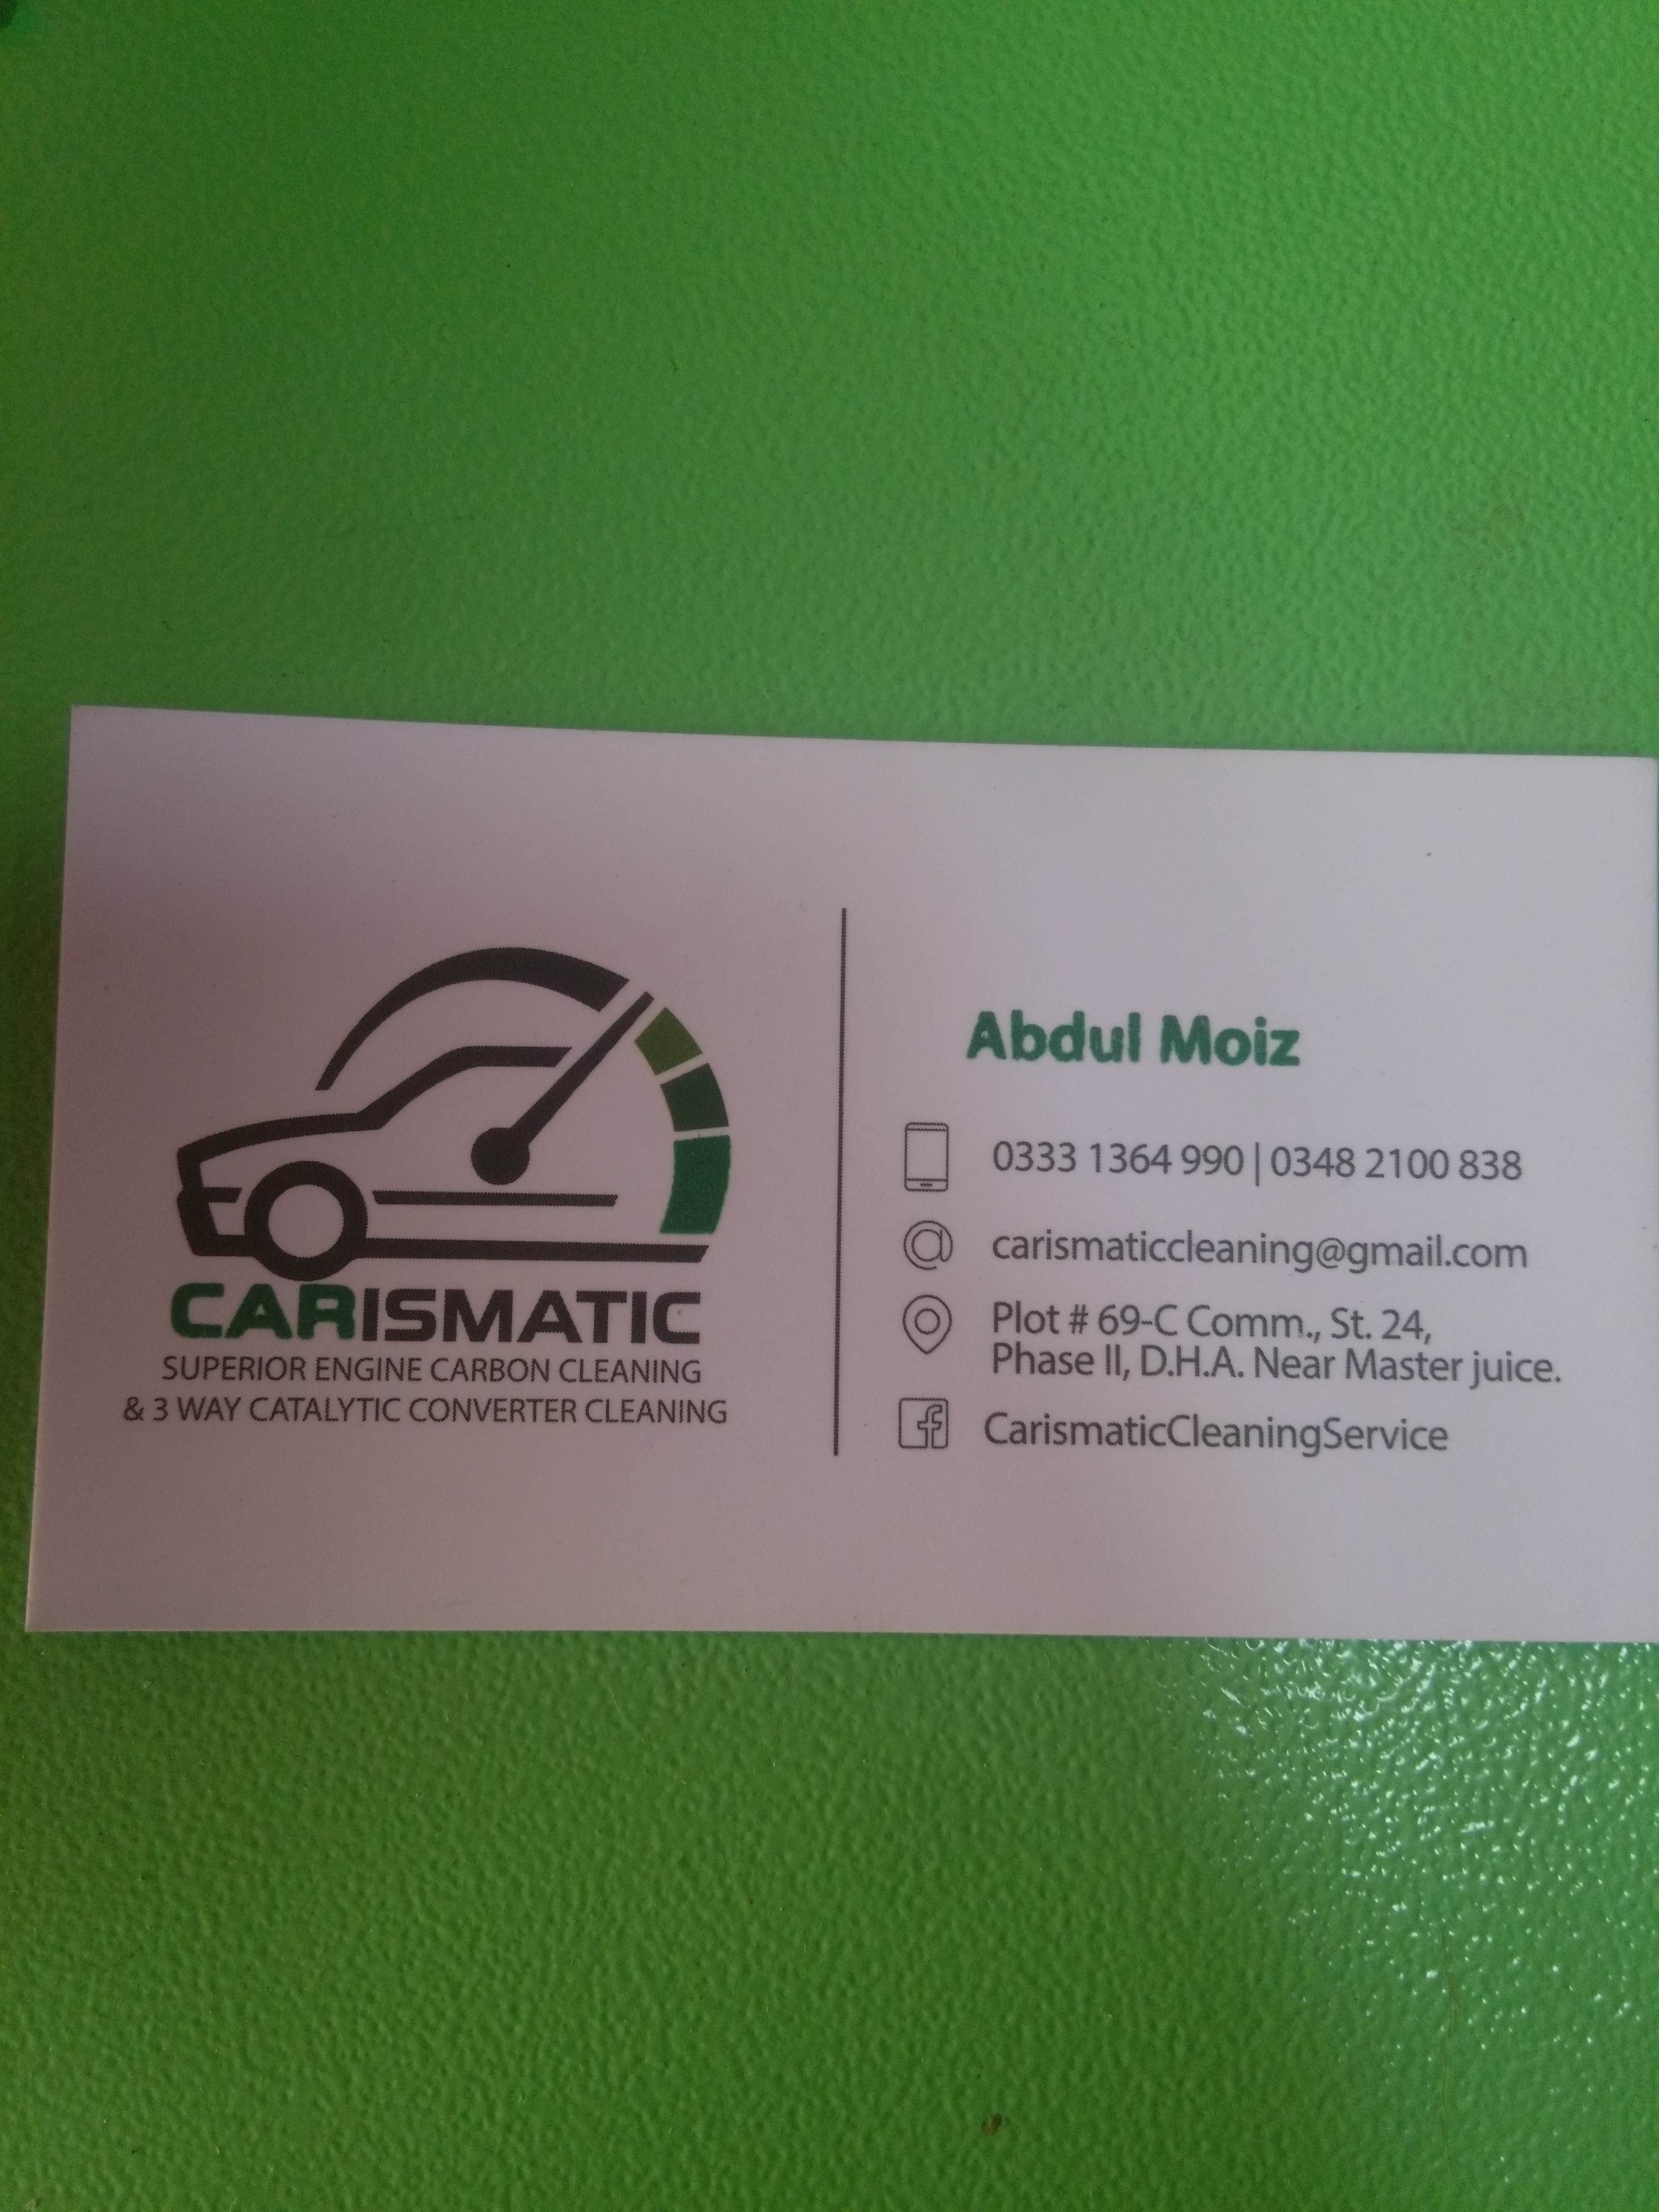 CARISMATIC
SUPERIOR ENGINE CARBON CLEANING
& 3 WAY CATALYTIC CONVERTER CLEANING
Abdul Moiz
0333 1364 990 | 0348 2100 838
carismaticcleaning@gmail.com
Plot # 69-C Comm., St. 24,
Phase II, D.H.A. Near Master juice.
CarismaticCleaningService